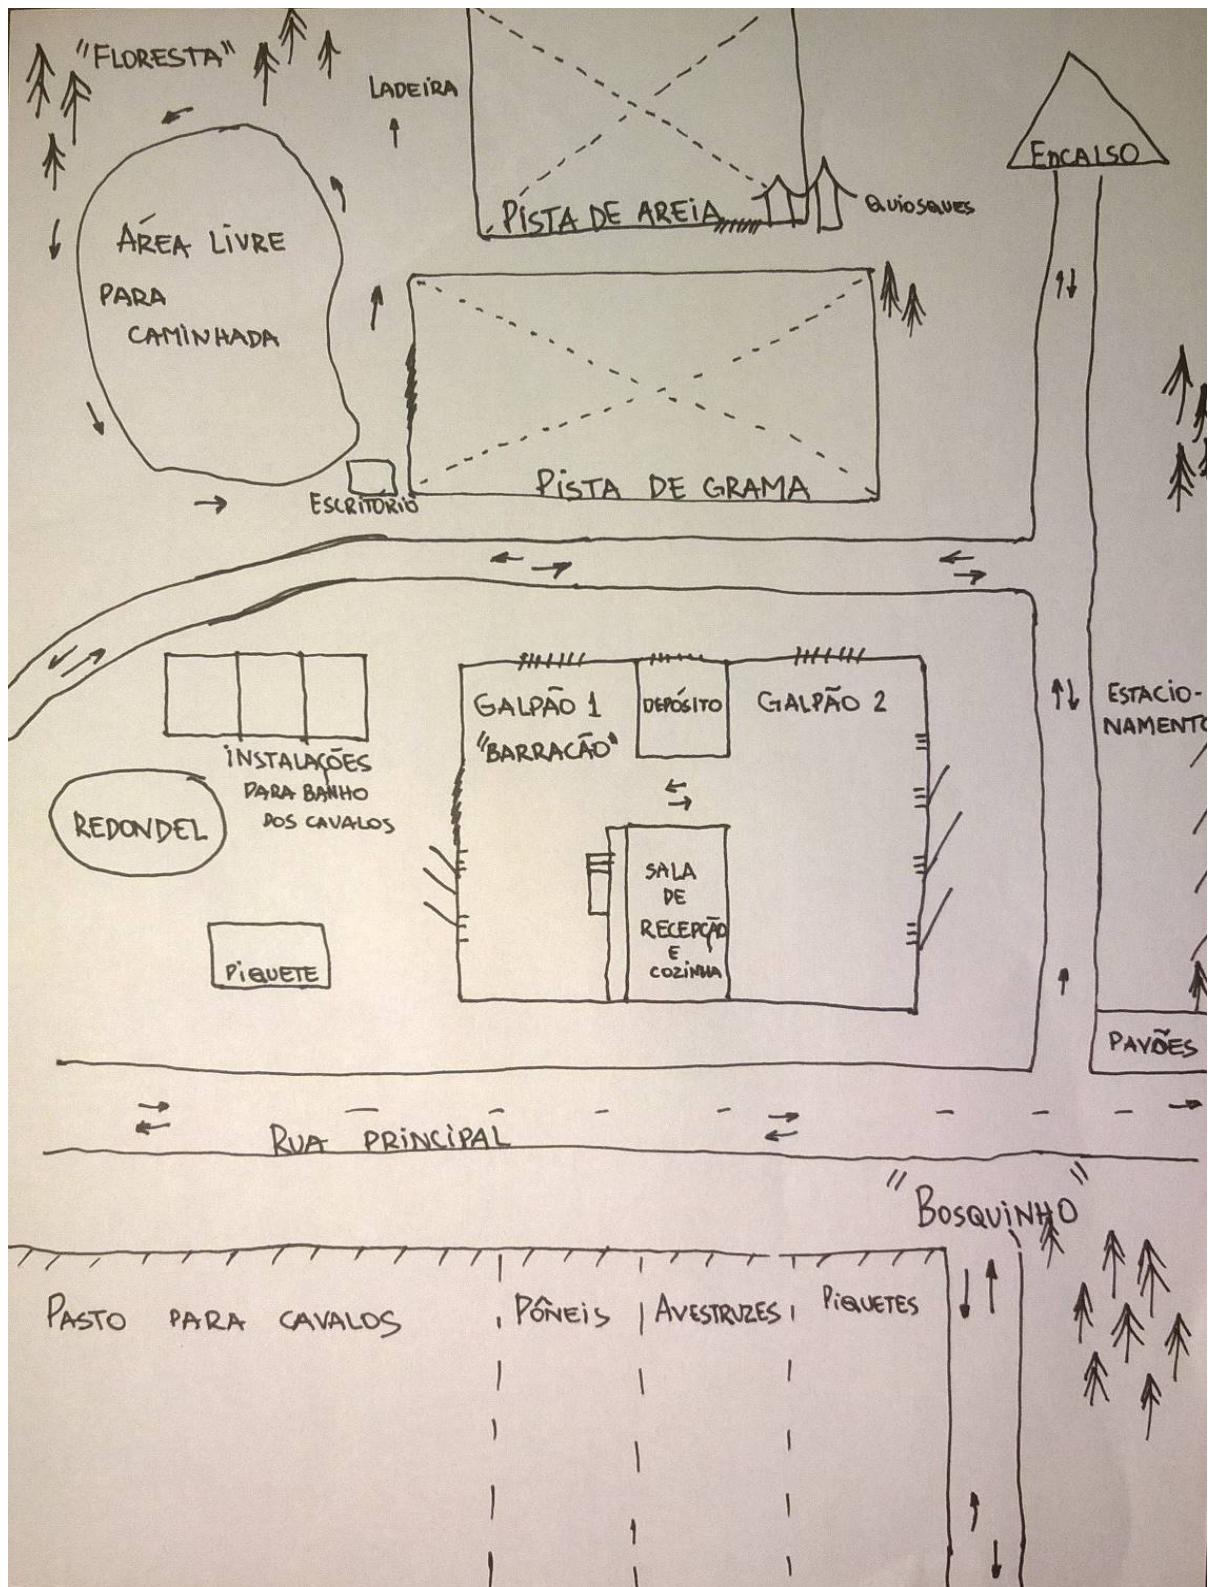 "FLORESTA"
LADEIRA
ENCALSO
PISTA DE AREIA
QUIOSQUES
ÁREA LIVRE
PARA
CAMINHADA
PISTA DE GRAMA
ESCRITÓRIO
GALPÃO 1
"BARRACÃO"
DEPÓSITO
GALPÃO 2
ESTACIO-
NAMENTO
INSTALAÇÕES
PARA BANHO
DOS CAVALOS
REDONDEL
SALA
DE
RECEPÇÃO
E
COZINHA
PIQUETE
PAVÕES
RUA PRINCIPAL
"BOSQUINHO"
PASTO PARA CAVALOS
PÔNEIS
AVESTRUZES
PIQUETES